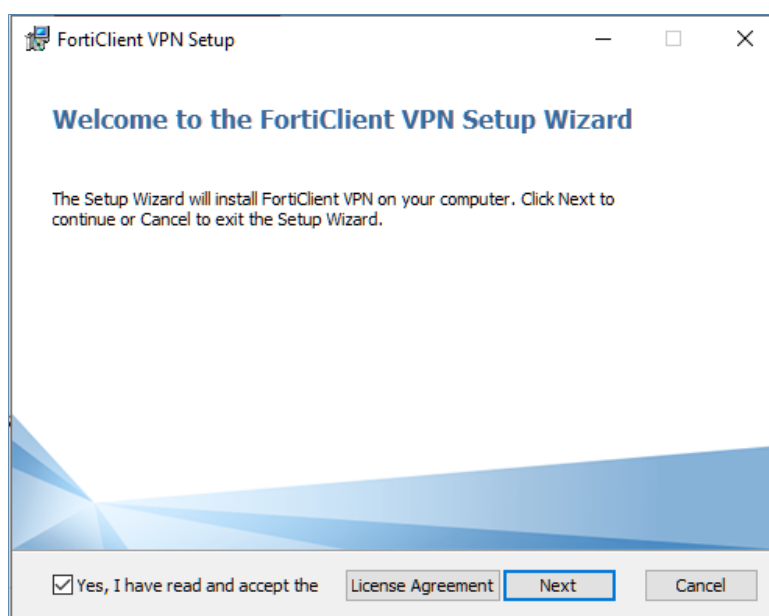 FortiClient VPN Setup
Welcome to the FortiClient VPN Setup Wizard
The Setup Wizard will install FortiClient VPN on your computer. Click Next to
continue or Cancel to exit the Setup Wizard.
Yes, I have read and accept the License Agreement Next Cancel